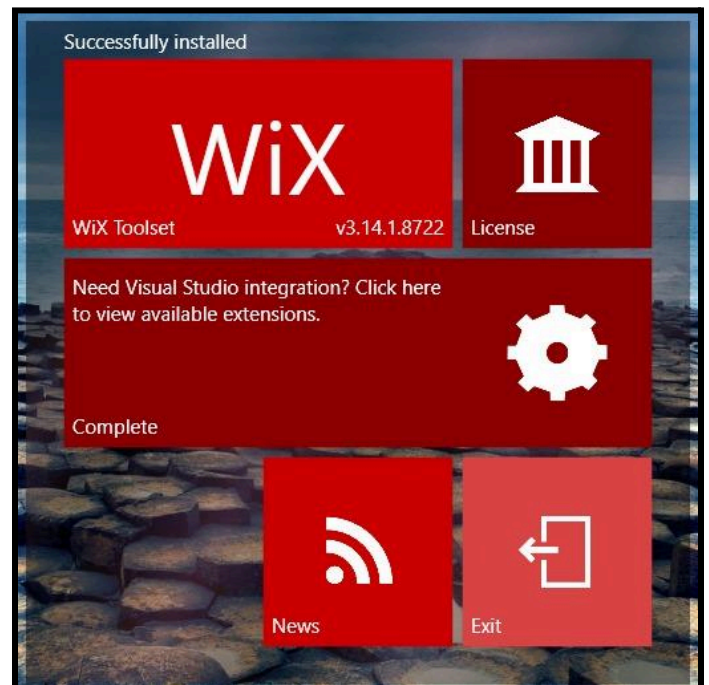 Successfully installed
WiX
WiX Toolset
v3.14.1.8722
License
Need Visual Studio integration? Click here
to view available extensions.
Complete
News
Exit